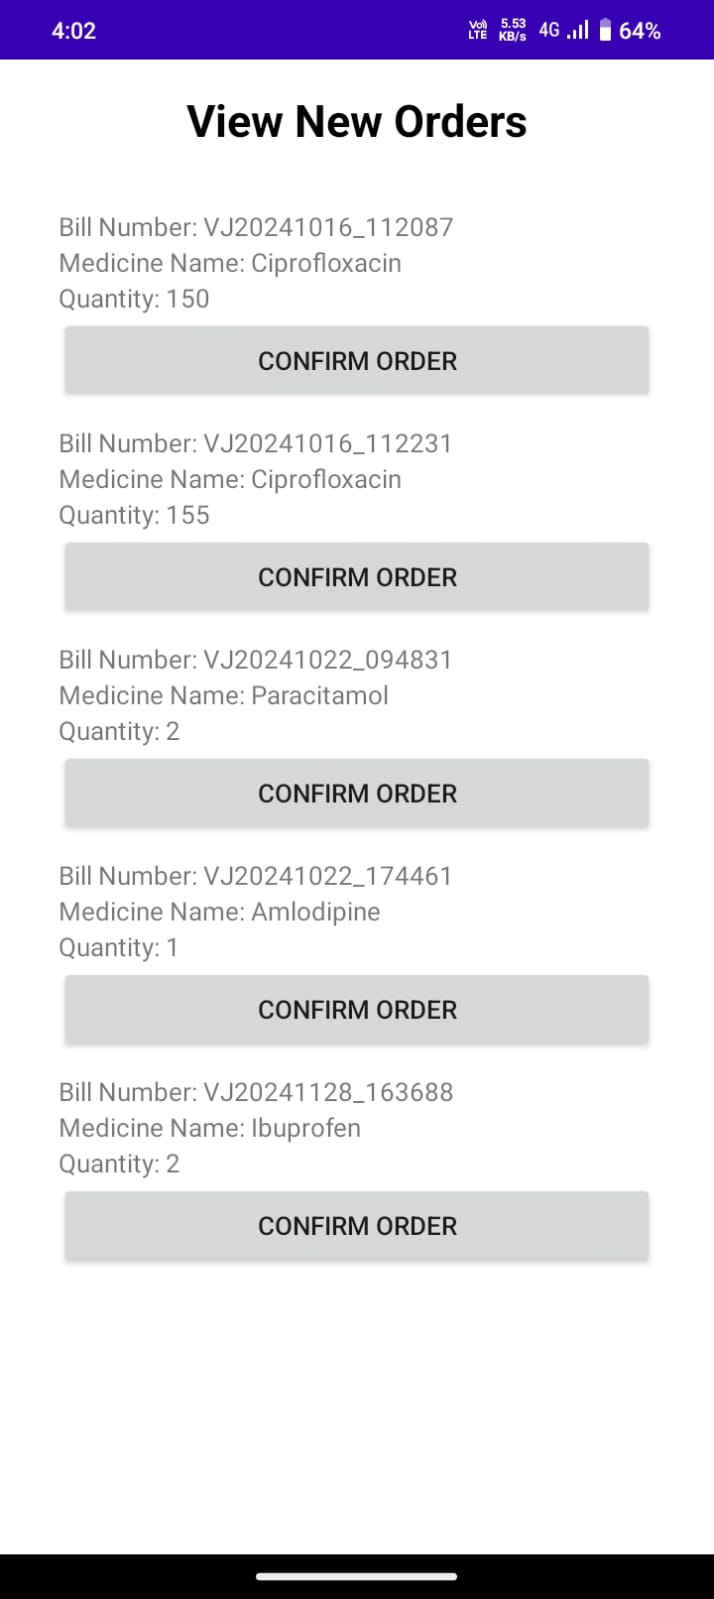 4:02
Vo) LTE 5.53 KB/s 4G 64%
View New Orders
Bill Number: VJ20241016_112087
Medicine Name: Ciprofloxacin
Quantity: 150
CONFIRM ORDER
Bill Number: VJ20241016_112231
Medicine Name: Ciprofloxacin
Quantity: 155
CONFIRM ORDER
Bill Number: VJ20241022_094831
Medicine Name: Paracitamol
Quantity: 2
CONFIRM ORDER
Bill Number: VJ20241022_174461
Medicine Name: Amlodipine
Quantity: 1
CONFIRM ORDER
Bill Number: VJ20241128_163688
Medicine Name: Ibuprofen
Quantity: 2
CONFIRM ORDER